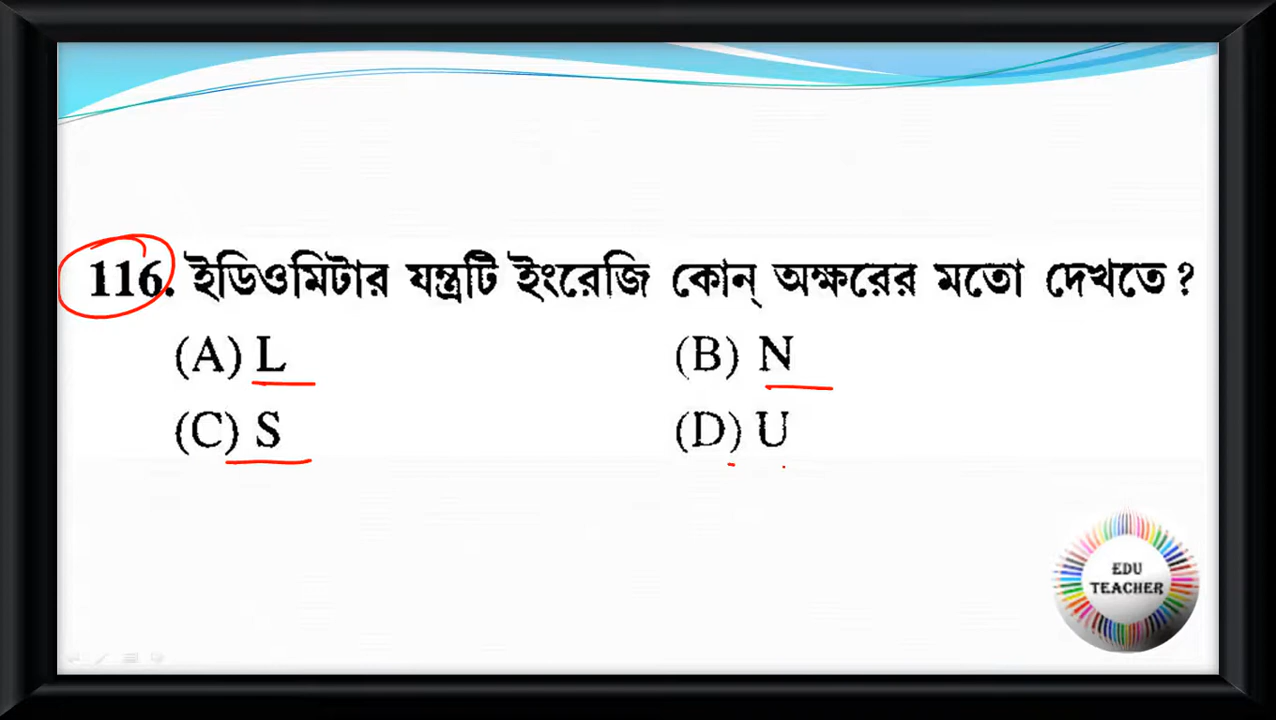 116. ইডিওমিটার যন্ত্রটি ইংরেজি কোন্ অক্ষরের মতো দেখতে?
(A) L (B) N
(C) S (D) U
EDU
TEACHER